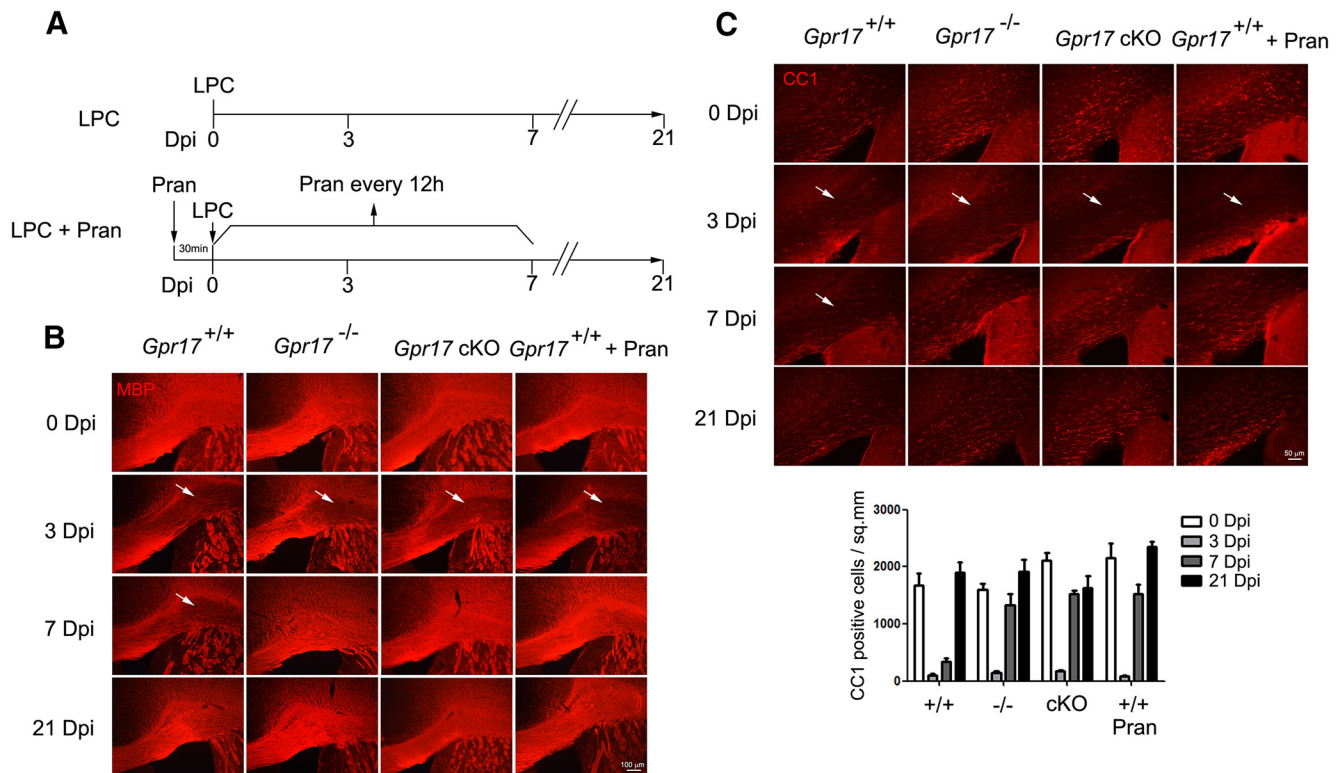 A
LPC
LPC
Dpi 0 3 7 21
Pran
LPC
Pran every 12h
LPC + Pran
30min
Dpi 0 3 7 21
B
Gpr17 +/+ Gpr17 -/- Gpr17 cKO Gpr17 +/+ + Pran
MBP
0 Dpi
3 Dpi
7 Dpi
21 Dpi
100 μm
C
Gpr17 +/+ Gpr17 -/- Gpr17 cKO Gpr17 +/+ + Pran
CC1
0 Dpi
3 Dpi
7 Dpi
21 Dpi
50 μm
CC1 positive cells / sq.mm
3000
2000
1000
0
+/+ -/- cKO +/+
Pran
0 Dpi
3 Dpi
7 Dpi
21 Dpi